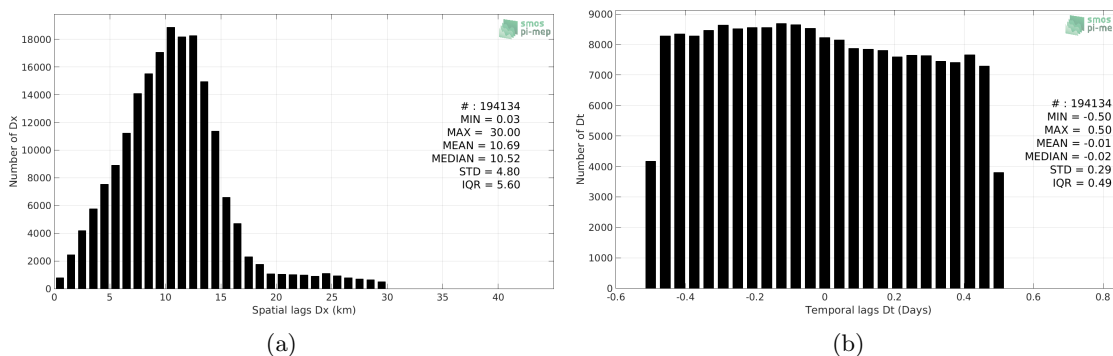 smos
pi-mep
18000
16000
14000
12000
10000
8000
6000
4000
2000
0
Number of Dx
# : 194134
MIN = 0.03
MAX = 30.00
MEAN = 10.69
MEDIAN = 10.52
STD = 4.80
IQR = 5.60
0 5 10 15 20 25 30 35 40
Spatial lags Dx (km)
(a)
smos
pi-mep
9000
8000
7000
6000
5000
4000
3000
2000
1000
0
Number of Dt
# : 194134
MIN = -0.50
MAX = 0.50
MEAN = -0.01
MEDIAN = -0.02
STD = 0.29
IQR = 0.49
-0.6 -0.4 -0.2 0 0.2 0.4 0.6 0.8
Temporal lags Dt (Days)
(b)